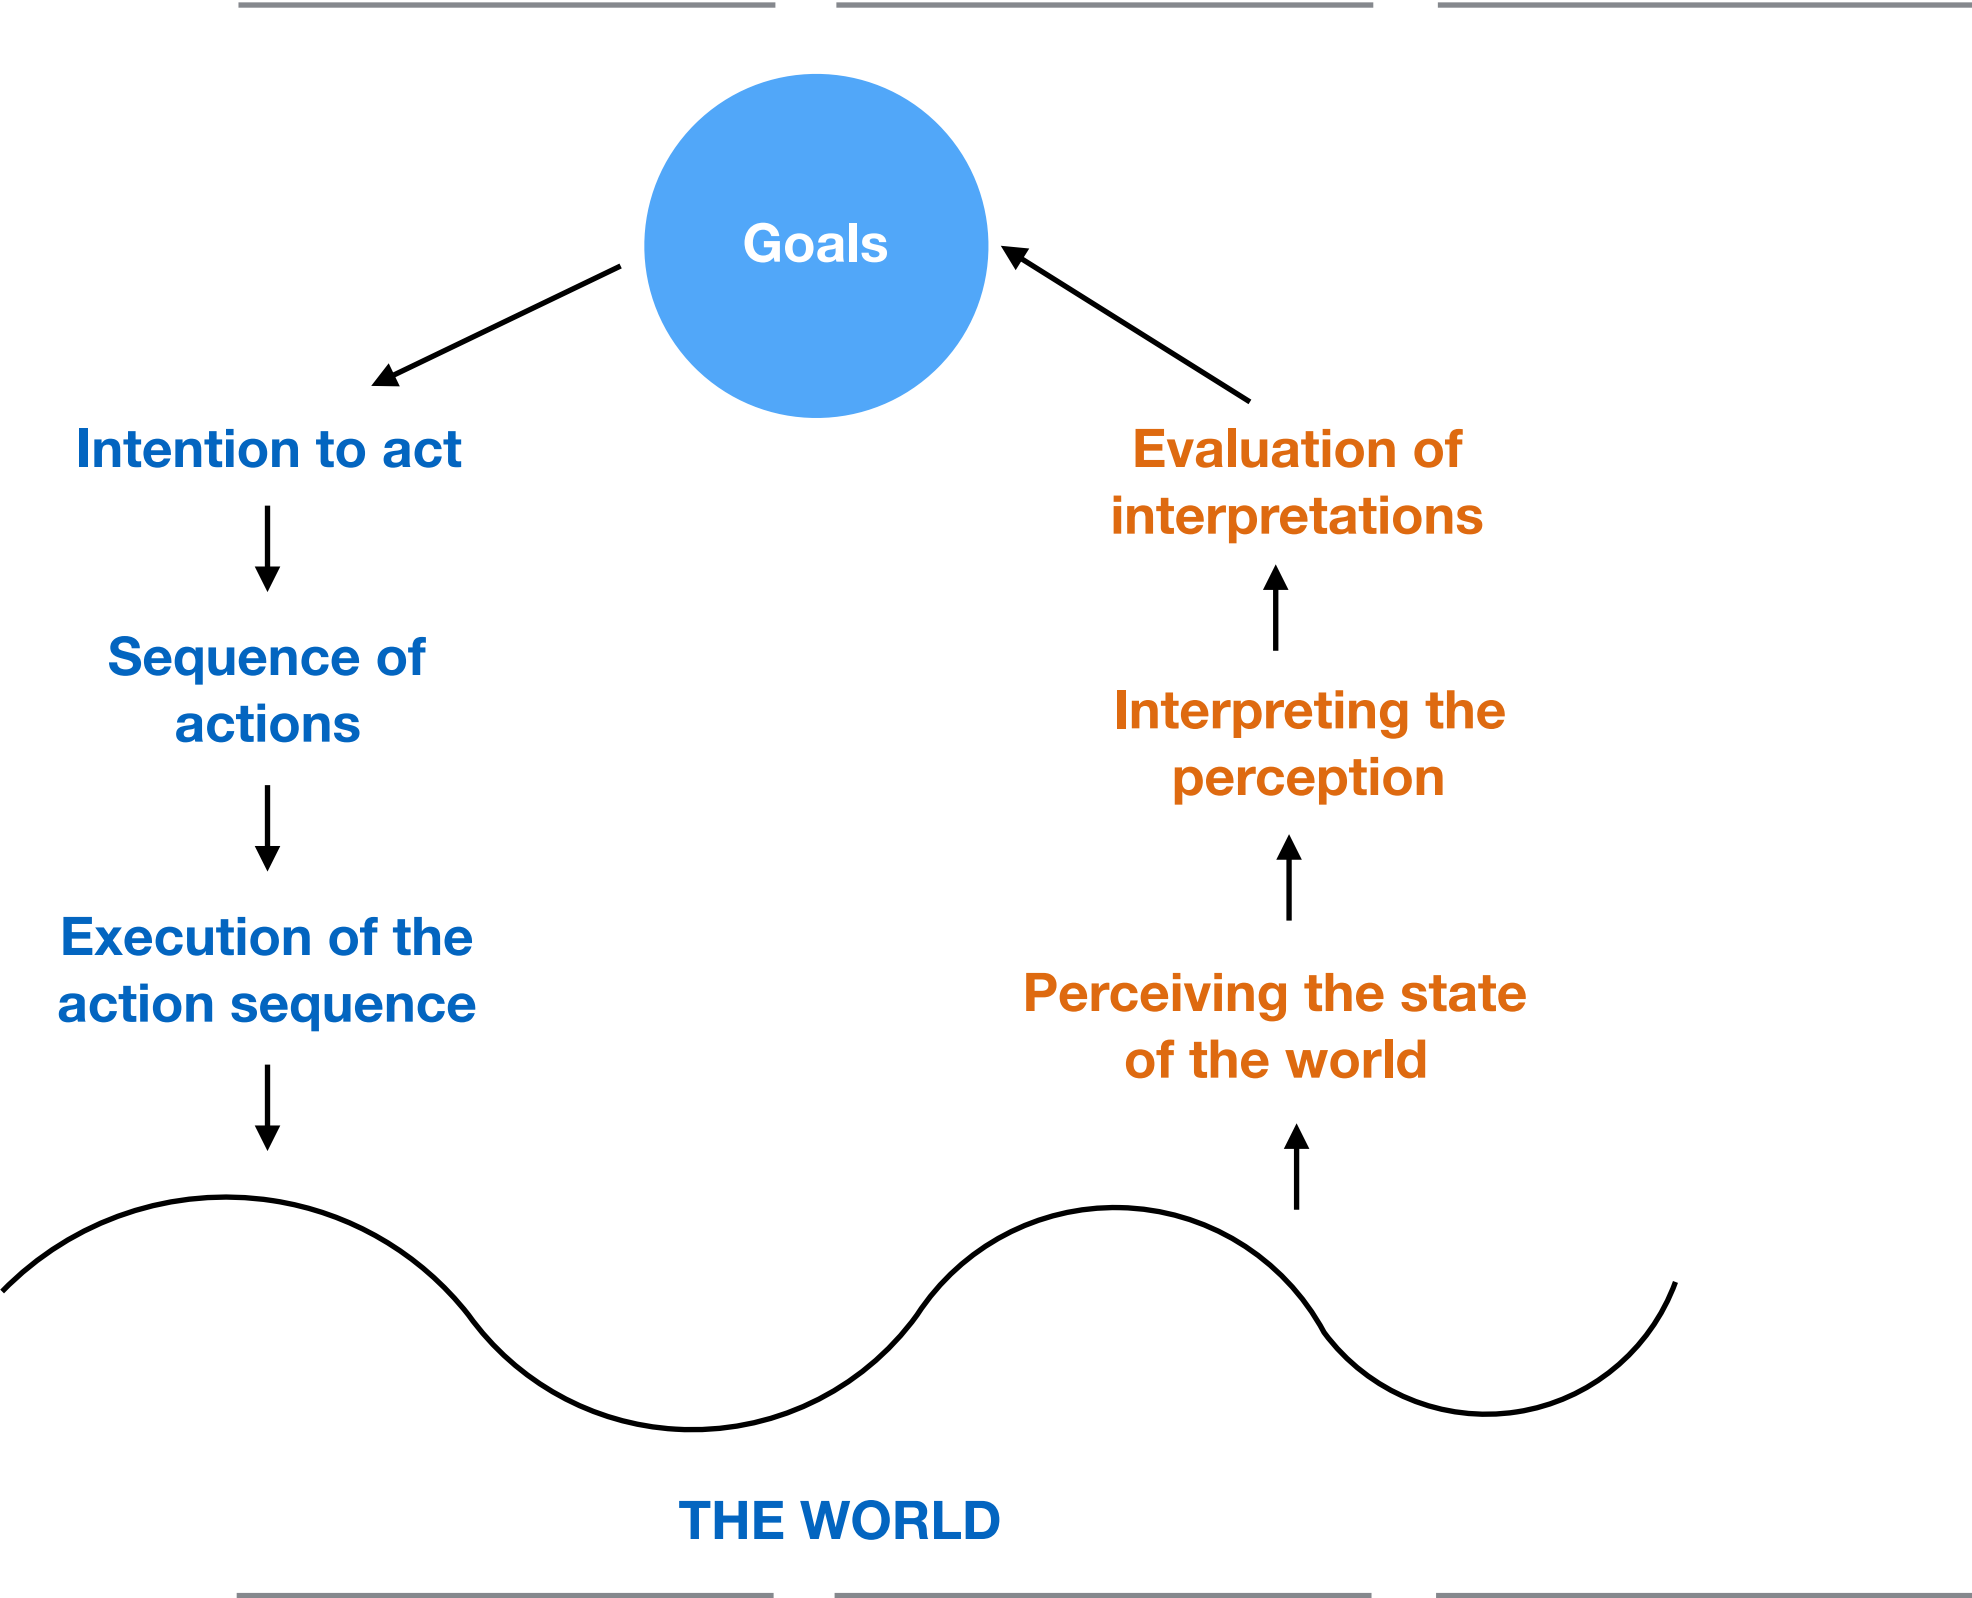 Goals
Intention to act
Sequence of
actions
Execution of the
action sequence
Evaluation of
interpretations
Interpreting the
perception
Perceiving the state
of the world
THE WORLD